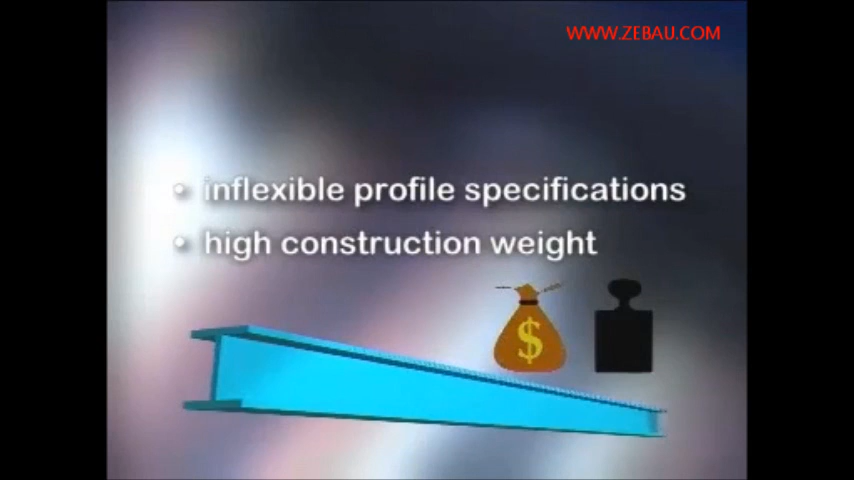 WWW.ZEBAU.COM
• inflexible profile specifications
• high construction weight
$